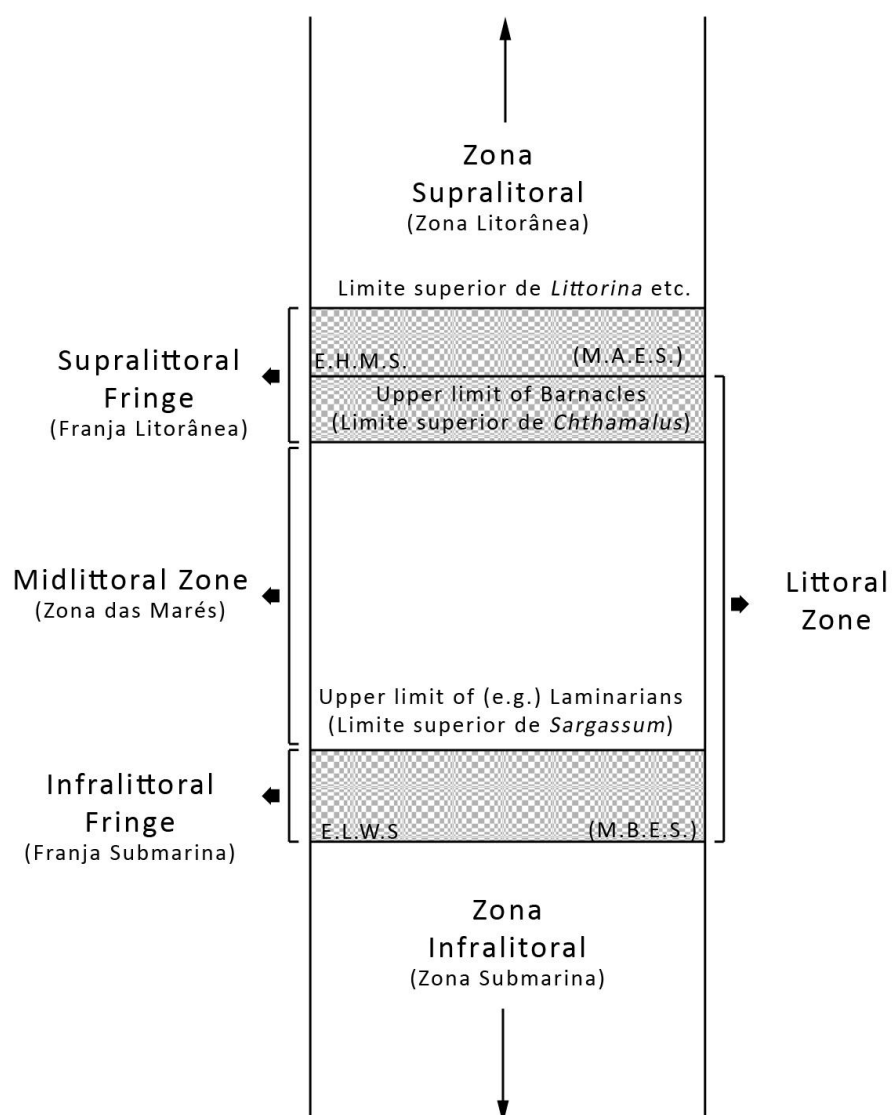 Zona
Supralitoral
(Zona Litorânea)
Limite superior de Littorina etc.
E.H.M.S.
(M.A.E.S.)
Supralittoral
Fringe
(Franja Litorânea)
Upper limit of Barnacles
(Limite superior de Chthamalus)
Midlittoral Zone
(Zona das Marés)
Littoral
Zone
Upper limit of (e.g.) Laminarians
(Limite superior de Sargassum)
Infralittoral
Fringe
(Franja Submarina)
E.L.W.S
(M.B.E.S.)
Zona
Infralitoral
(Zona Submarina)